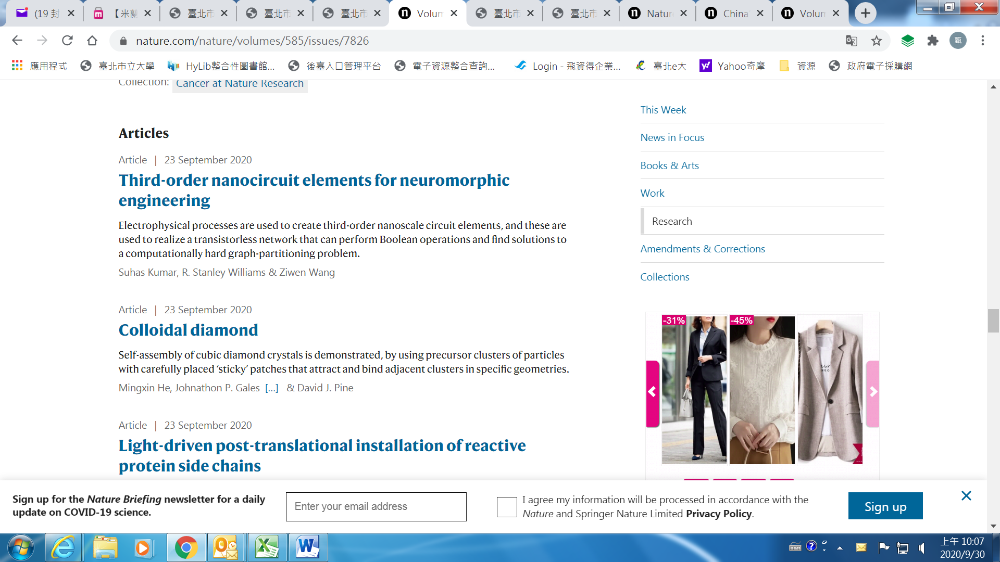 (19 封
【米蘭
臺北市
臺北市
臺北市
Volum
臺北市
臺北市
Nature
China
Volum
nature.com/nature/volumes/585/issues/7826
甄
應用程式
臺北市立大學
HyLib整合性圖書館...
後臺入口管理平台
電子資源整合查詢...
Login - 飛資得企業...
臺北e大
Yahoo奇摩
資源
政府電子採購網
Collection: Cancer at Nature Research
Articles
Article | 23 September 2020
Third-order nanocircuit elements for neuromorphic
engineering
Electrophysical processes are used to create third-order nanoscale circuit elements, and these are
used to realize a transistorless network that can perform Boolean operations and find solutions to
a computationally hard graph-partitioning problem.
Suhas Kumar, R. Stanley Williams & Ziwen Wang
Article | 23 September 2020
Colloidal diamond
Self-assembly of cubic diamond crystals is demonstrated, by using precursor clusters of particles
with carefully placed ‘sticky’ patches that attract and bind adjacent clusters in specific geometries.
Mingxin He, Johnathon P. Gales [...] & David J. Pine
Article | 23 September 2020
Light-driven post-translational installation of reactive
protein side chains
This Week
News in Focus
Books & Arts
Work
Research
Amendments & Corrections
Collections
-31%
-45%
Sign up for the Nature Briefing newsletter for a daily
update on COVID-19 science.
Enter your email address
I agree my information will be processed in accordance with the
Nature and Springer Nature Limited Privacy Policy.
Sign up
上午 10:07
2020/9/30